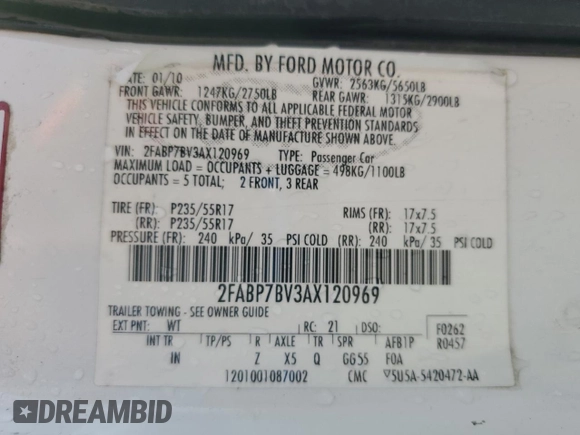 MFD. BY FORD MOTOR CO.
DATE: 01/10 GVWR: 2563KG/5650LB
FRONT GAWR: 1247KG/2750LB REAR GAWR: 1315KG/2900LB
THIS VEHICLE CONFORMS TO ALL APPLICABLE FEDERAL MOTOR
VEHICLE SAFETY, BUMPER, AND THEFT PREVENTION STANDARDS
IN EFFECT ON THE DATE OF MANUFACTURE SHOWN ABOVE.
VIN: 2FABP7BV3AX120969 TYPE: Passenger Car
MAXIMUM LOAD = OCCUPANTS + LUGGAGE = 498KG/1100LB
OCCUPANTS = 5 TOTAL; 2 FRONT, 3 REAR
TIRE (FR): P235/55R17 RIMS (FR): 17x7.5
(RR): P235/55R17 (RR): 17x7.5
PRESSURE (FR): 240 kPa/ 35 PSI COLD (RR): 240 kPa/ 35 PSI COLD
2FABP7BV3AX120969
TRAILER TOWING - SEE OWNER GUIDE
EXT PNT: WT RC: 21 DSO: F0262
INT TR TP/PS R AXLE TR SPR AFB1P R0457
IN Z X5 Q GG55 F0A
1201001087002 CMC 5U5A-5420472-AA
DREAMBID